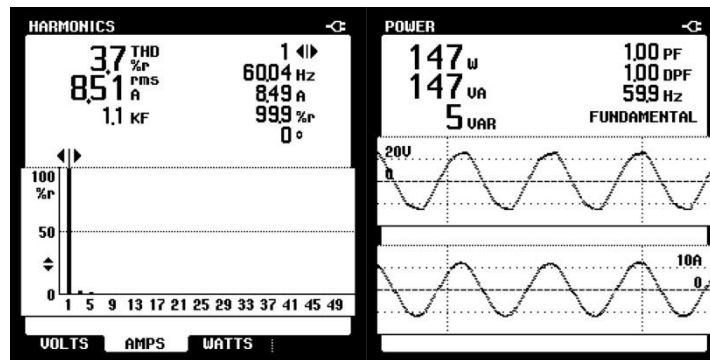 HARMONICS
3.7 THD %r
8.51 rms A
1.1 KF
1
60.04 Hz
8.49 A
99.9 %r
0 °
100
%r
50
0
1 5 9 13 17 21 25 29 33 37 41 45 49
VOLTS AMPS WATTS
POWER
147 W
147 VA
5 VAR
1.00 PF
1.00 DPF
59.9 Hz
FUNDAMENTAL
20V
0
10A
0